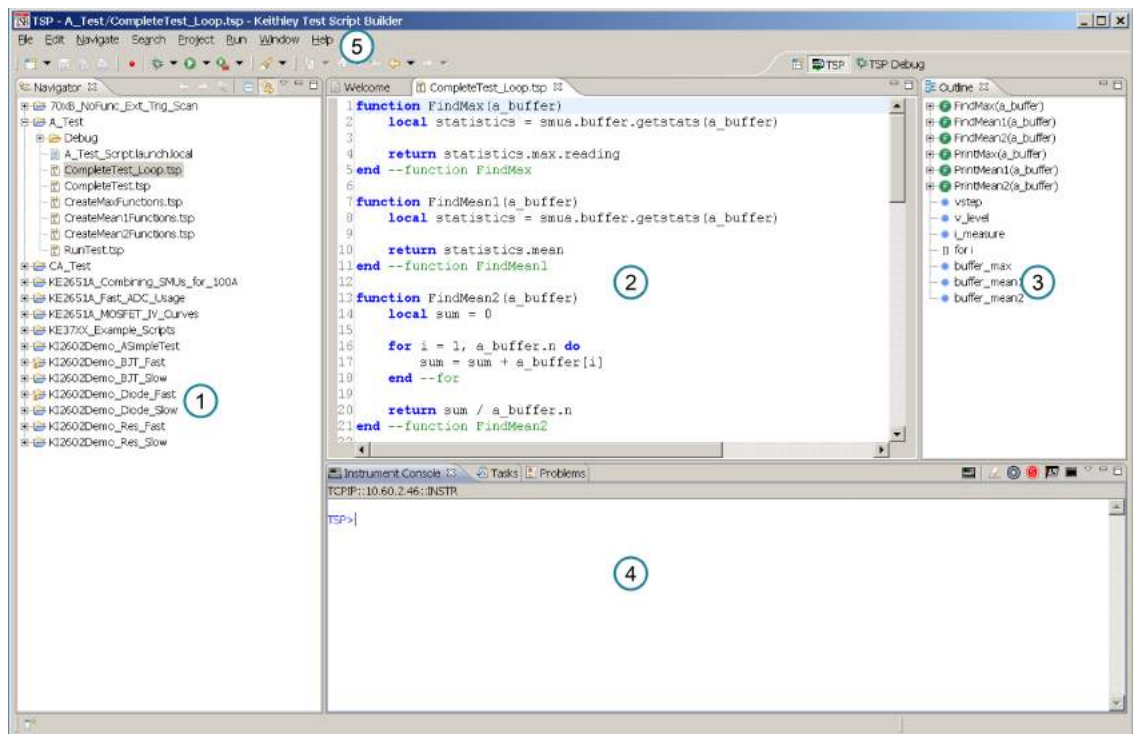 TSP - A_Test/CompleteTest_Loop.tsp - Keithley Test Script Builder
File Edit Navigate Search Project Run Window Help
5
TSP TSP Debug
Navigator
70xB_NoFunc_Ext_Trig_Scan
A_Test
Debug
A_Test_Script.launch.local
CompleteTest_Loop.tsp
CompleteTest.tsp
CreateMaxFunctions.tsp
CreateMean1Functions.tsp
CreateMean2Functions.tsp
RunTest.tsp
CA_Test
KE2651A_Combining_SMUs_for_100A
KE2651A_Fast_ADC_Usage
KE2651A_MOSFET_IV_Curves
KE37XX_Example_Scripts
KI2602Demo_ASimpleTest
KI2602Demo_BJT_Fast
KI2602Demo_BJT_Slow
KI2602Demo_Diode_Fast
KI2602Demo_Diode_Slow
KI2602Demo_Res_Fast
KI2602Demo_Res_Slow
1
Welcome CompleteTest_Loop.tsp
1 function FindMax(a_buffer)
2 local statistics = smua.buffer.getstats(a_buffer)
3
4 return statistics.max.reading
5 end --function FindMax
6
7 function FindMean1(a_buffer)
8 local statistics = smua.buffer.getstats(a_buffer)
9
10 return statistics.mean
11 end --function FindMean1
12
13 function FindMean2(a_buffer)
14 local sum = 0
15
16 for i = 1, a_buffer.n do
17 sum = sum + a_buffer[i]
18 end --for
19
20 return sum / a_buffer.n
21 end --function FindMean2
22
2
Outline
FindMax(a_buffer)
FindMean1(a_buffer)
FindMean2(a_buffer)
PrintMax(a_buffer)
PrintMean1(a_buffer)
PrintMean2(a_buffer)
vstep
v_level
i_measure
for i
buffer_max
buffer_mean1
buffer_mean2
3
Instrument Console Tasks Problems
TCPIP::10.60.2.46::INSTR
TSP>
4